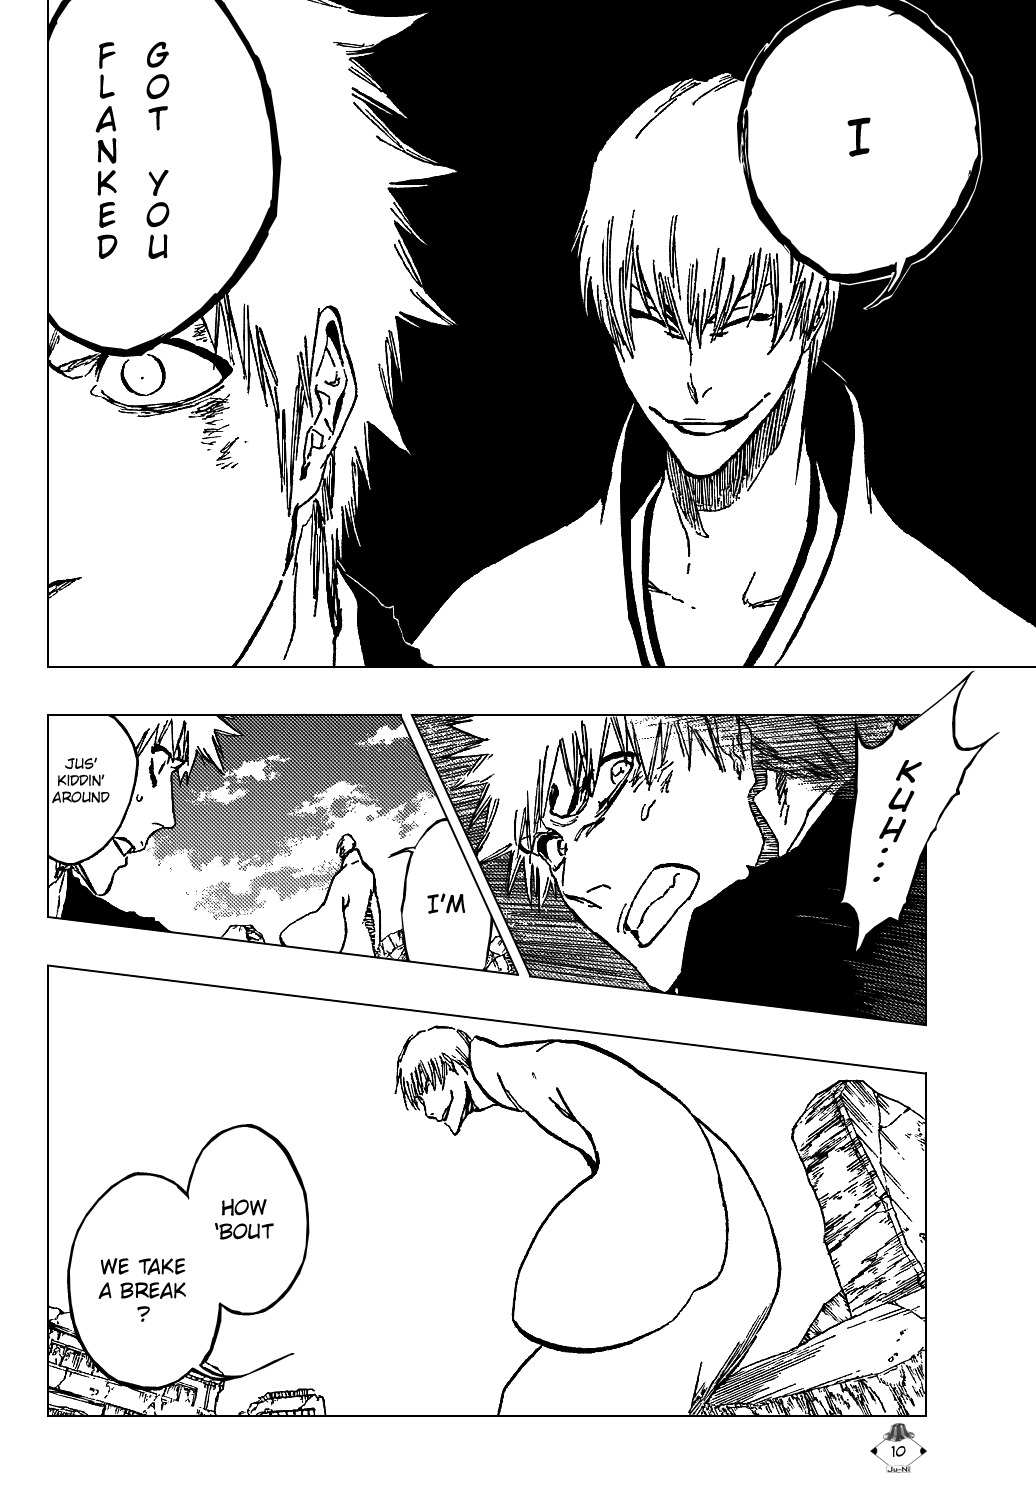 I
GOT YOU
FLANKED
KUH...
I'M
JUS'
KIDDIN'
AROUND
HOW
'BOUT
WE TAKE
A BREAK
?
10
Ju-Ni